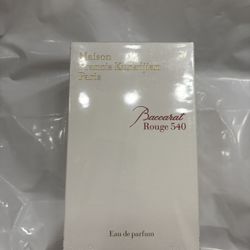 Maison
Francis Kurkdjian
Paris
Baccarat
Rouge 540
Eau de parfum